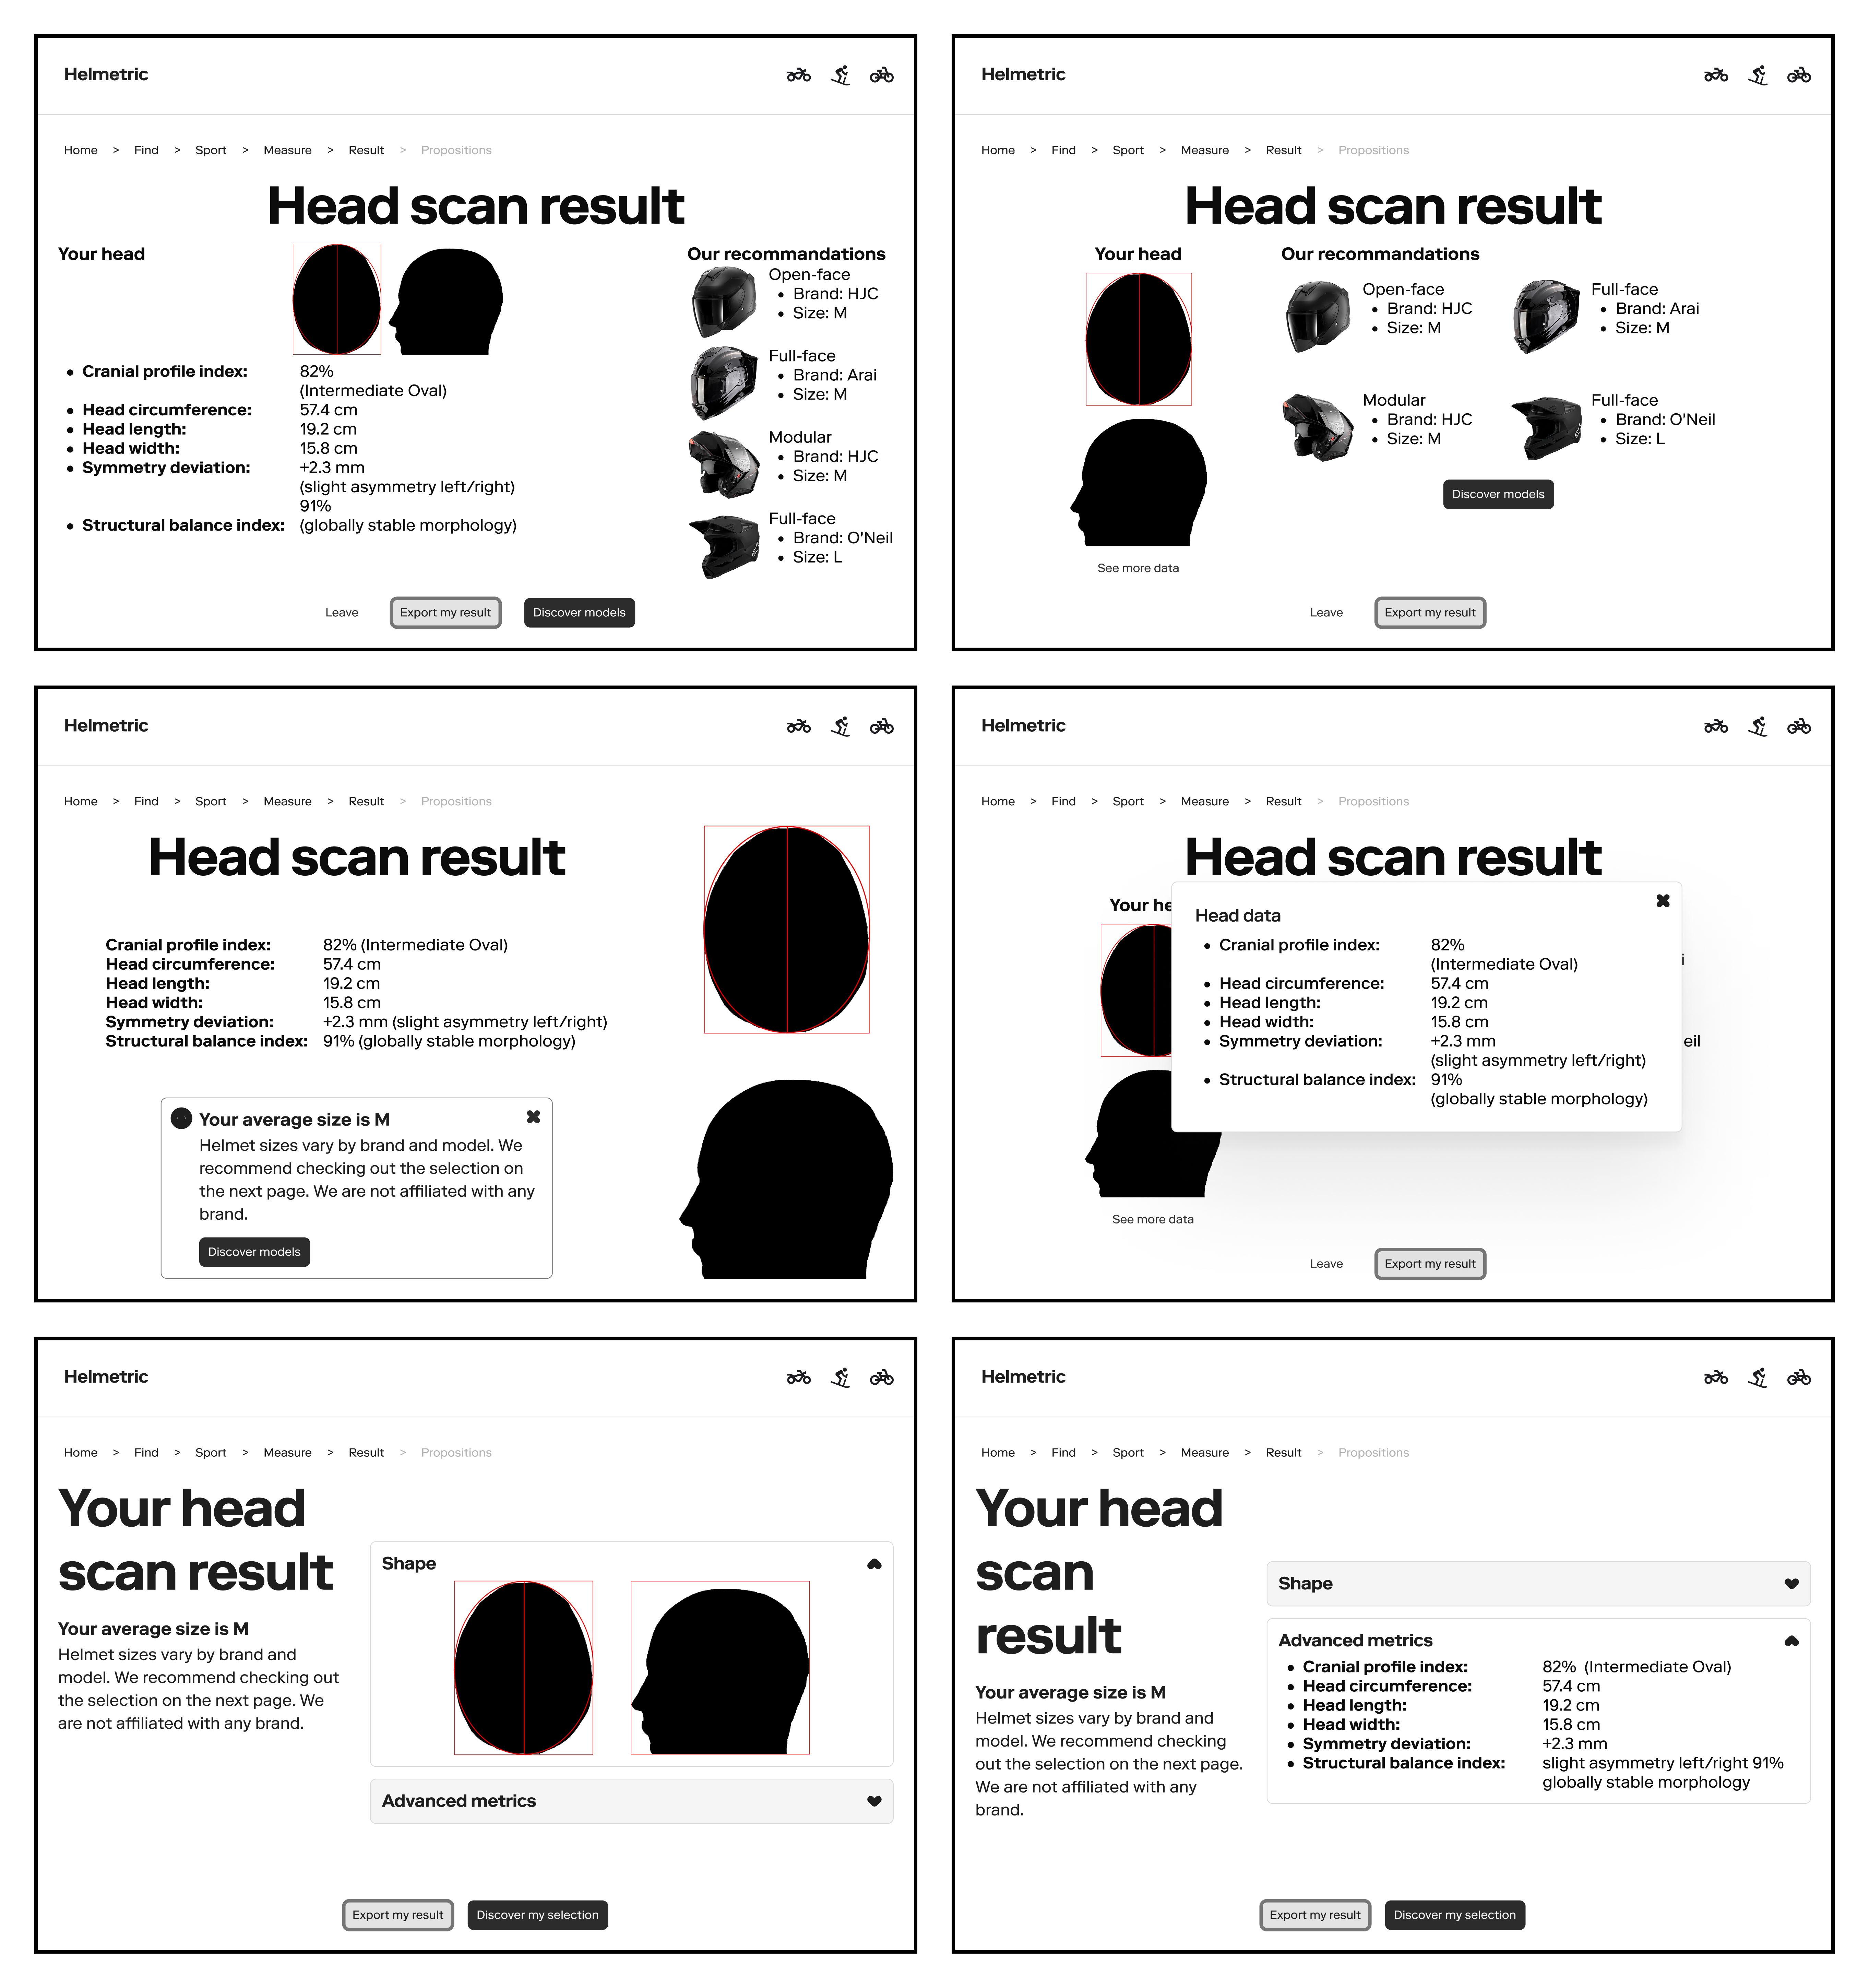 Helmetric
Home > Find > Sport > Measure > Result > Propositions
Head scan result
Your head
• Cranial profile index: 82%
(Intermediate Oval)
• Head circumference: 57.4 cm
• Head length: 19.2 cm
• Head width: 15.8 cm
• Symmetry deviation: +2.3 mm
(slight asymmetry left/right)
91%
• Structural balance index: (globally stable morphology)
Our recommandations
Open-face
• Brand: HJC
• Size: M
Full-face
• Brand: Arai
• Size: M
Modular
• Brand: HJC
• Size: M
Full-face
• Brand: O'Neil
• Size: L
Leave Export my result Discover models
Helmetric
Home > Find > Sport > Measure > Result > Propositions
Head scan result
Your head
See more data
Our recommandations
Open-face
• Brand: HJC
• Size: M
Full-face
• Brand: Arai
• Size: M
Modular
• Brand: HJC
• Size: M
Full-face
• Brand: O'Neil
• Size: L
Discover models
Leave Export my result
Helmetric
Home > Find > Sport > Measure > Result > Propositions
Head scan result
Cranial profile index: 82% (Intermediate Oval)
Head circumference: 57.4 cm
Head length: 19.2 cm
Head width: 15.8 cm
Symmetry deviation: +2.3 mm (slight asymmetry left/right)
Structural balance index: 91% (globally stable morphology)
Your average size is M
Helmet sizes vary by brand and model. We
recommend checking out the selection on
the next page. We are not affiliated with any
brand.
Discover models
Helmetric
Home > Find > Sport > Measure > Result > Propositions
Head scan result
Your he
Head data
• Cranial profile index: 82%
(Intermediate Oval)
• Head circumference: 57.4 cm
• Head length: 19.2 cm
• Head width: 15.8 cm
• Symmetry deviation: +2.3 mm
(slight asymmetry left/right)
• Structural balance index: 91%
(globally stable morphology)
i
eil
See more data
Leave Export my result
Helmetric
Home > Find > Sport > Measure > Result > Propositions
Your head
scan result
Your average size is M
Helmet sizes vary by brand and
model. We recommend checking out
the selection on the next page. We
are not affiliated with any brand.
Shape
Advanced metrics
Export my result Discover my selection
Helmetric
Home > Find > Sport > Measure > Result > Propositions
Your head
scan
result
Your average size is M
Helmet sizes vary by brand and
model. We recommend checking
out the selection on the next page.
We are not affiliated with any
brand.
Shape
Advanced metrics
• Cranial profile index: 82% (Intermediate Oval)
• Head circumference: 57.4 cm
• Head length: 19.2 cm
• Head width: 15.8 cm
• Symmetry deviation: +2.3 mm
• Structural balance index: slight asymmetry left/right 91%
globally stable morphology
Export my result Discover my selection